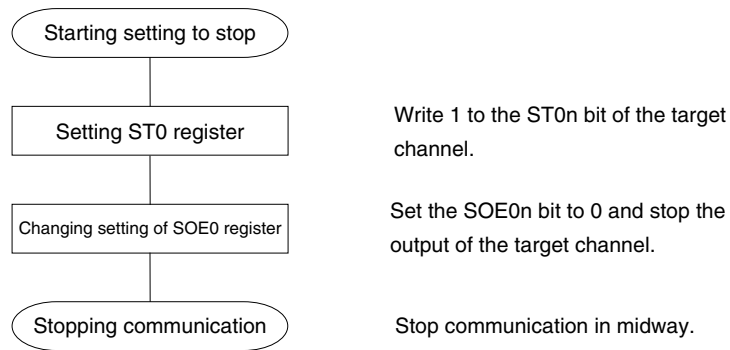 Starting setting to stop
Setting ST0 register
Write 1 to the ST0n bit of the target
channel.
Changing setting of SOE0 register
Set the SOE0n bit to 0 and stop the
output of the target channel.
Stopping communication
Stop communication in midway.